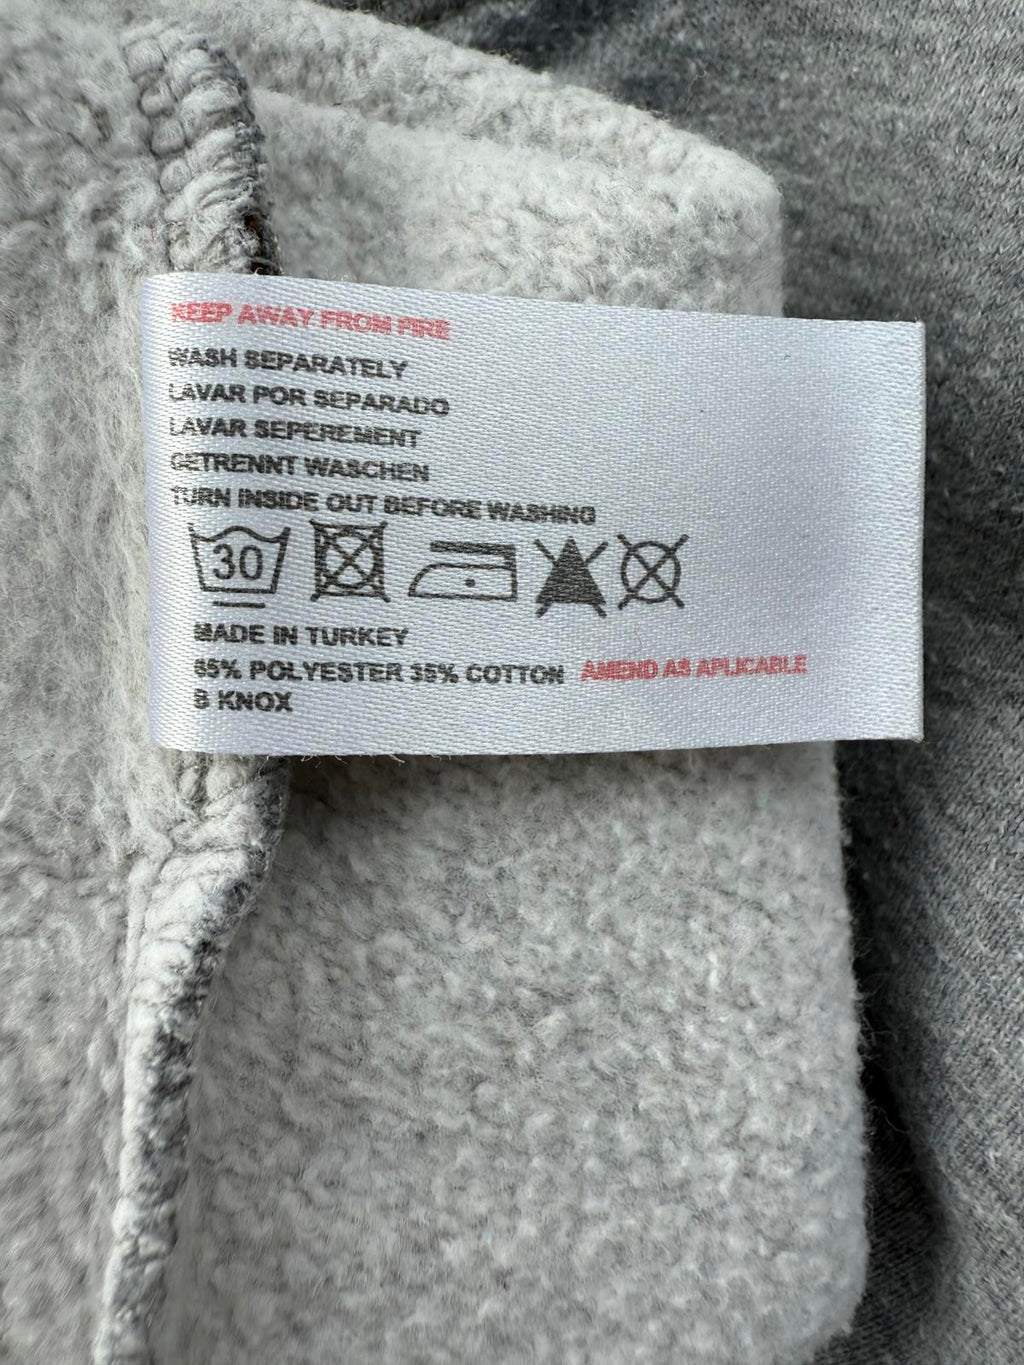 KEEP AWAY FROM FIRE
WASH SEPARATELY
LAVAR POR SEPARADO
LAVAR SEPEREMENT
GETRENNT WASCHEN
TURN INSIDE OUT BEFORE WASHING
30
MADE IN TURKEY
65% POLYESTER 35% COTTON AMEND AS APLICABLE
B KNOX